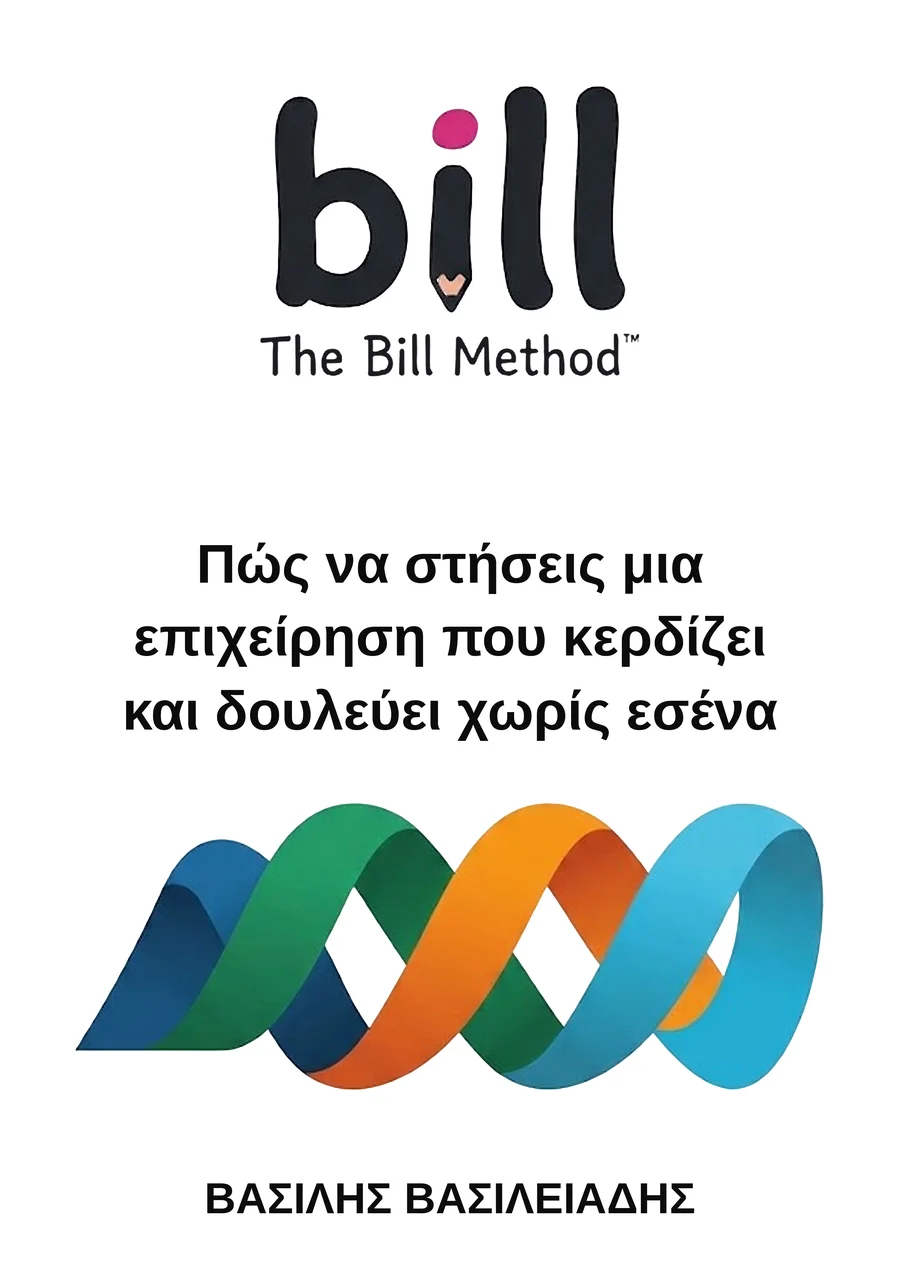 bill
The Bill Method™
Πώς να στήσεις μια
επιχείρηση που κερδίζει
και δουλεύει χωρίς εσένα
ΒΑΣΙΛΗΣ ΒΑΣΙΛΕΙΑΔΗΣ